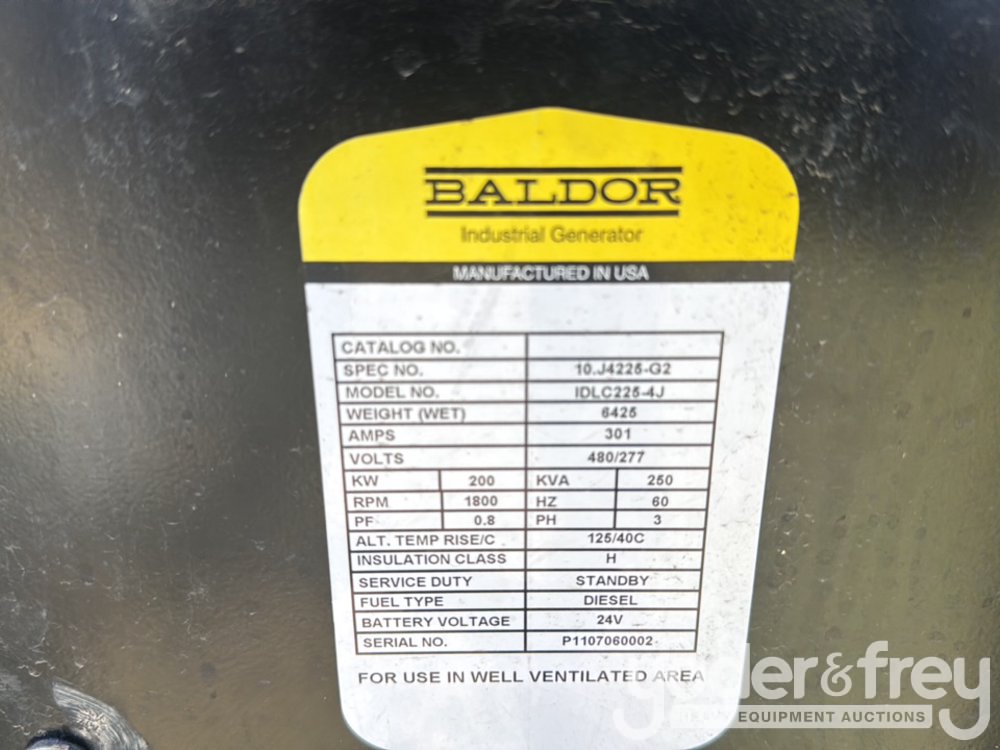 BALDOR
Industrial Generator
MANUFACTURED IN USA
CATALOG NO.
SPEC NO. 10.J4225-G2
MODEL NO. IDLC225-4J
WEIGHT (WET) 6425
AMPS 301
VOLTS 480/277
KW 200 KVA 250
RPM 1800 HZ 60
PF 0.8 PH 3
ALT. TEMP RISE/C 125/40C
INSULATION CLASS H
SERVICE DUTY STANDBY
FUEL TYPE DIESEL
BATTERY VOLTAGE 24V
SERIAL NO. P1107060002
FOR USE IN WELL VENTILATED AREA
yoder&frey
HEAVY EQUIPMENT AUCTIONS